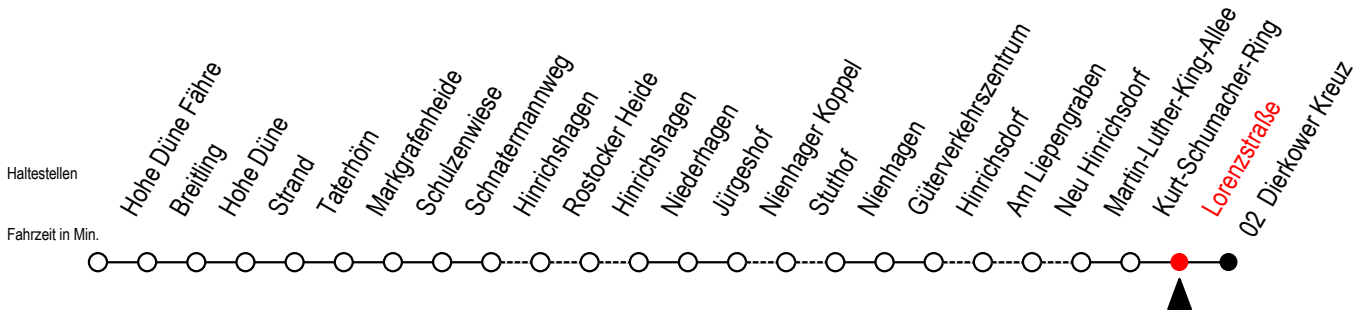 Haltestellen
Hohe Düne Fähre
Breitling
Hohe Düne
Strand
Taterhörn
Markgrafenheide
Schulzenwiese
Schnatermannweg
Hinrichshagen
Rostocker Heide
Hinrichshagen
Niederhagen
Jürgeshof
Nienhager Koppel
Stuthof
Nienhagen
Güterverkehrszentrum
Hinrichsdorf
Am Liepengraben
Neu Hinrichsdorf
Martin-Luther-King-Allee
Kurt-Schumacher-Ring
Lorenzstraße
02 Dierkower Kreuz
Fahrzeit in Min.